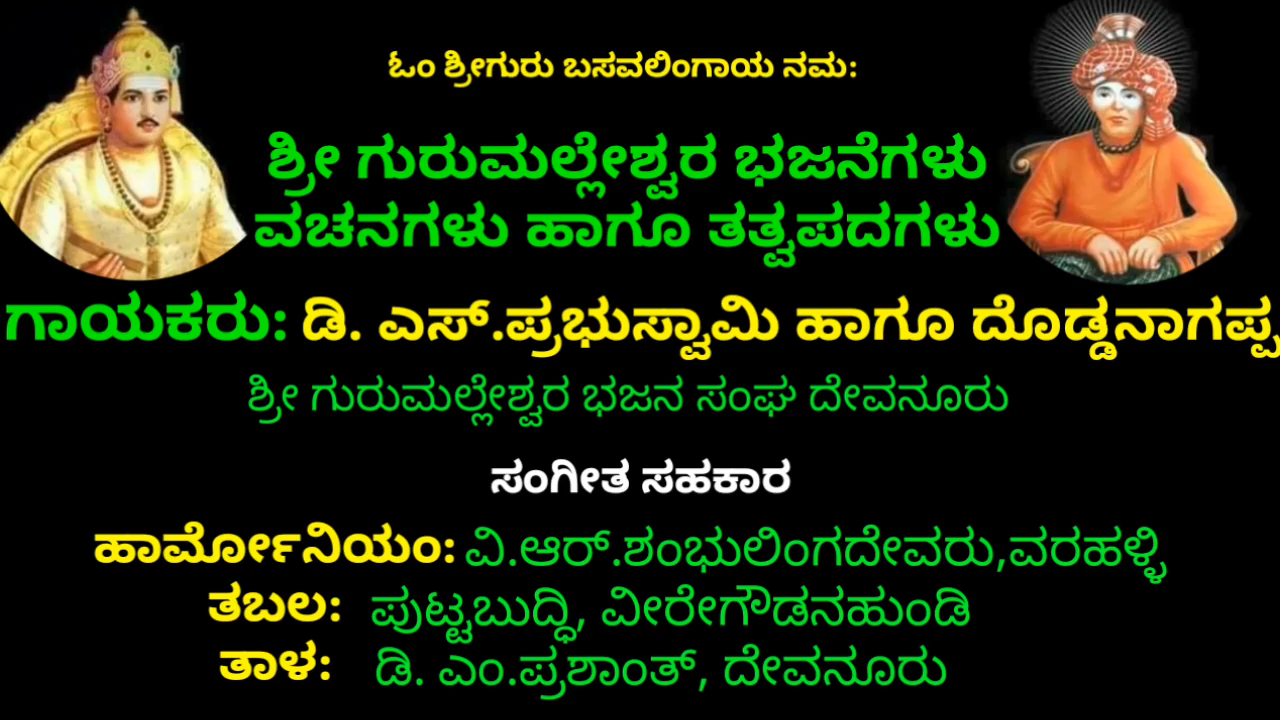 ಓಂ ಶ್ರೀಗುರು ಬಸವಲಿಂಗಾಯ ನಮ:
ಶ್ರೀ ಗುರುಮಲ್ಲೇಶ್ವರ ಭಜನೆಗಳು
ವಚನಗಳು ಹಾಗೂ ತತ್ವಪದಗಳು
ಗಾಯಕರು: ಡಿ. ಎಸ್.ಪ್ರಭುಸ್ವಾಮಿ ಹಾಗೂ ದೊಡ್ಡನಾಗಪ್ಪ
ಶ್ರೀ ಗುರುಮಲ್ಲೇಶ್ವರ ಭಜನ ಸಂಘ ದೇವನೂರು
ಸಂಗೀತ ಸಹಕಾರ
ಹಾರ್ಮೋನಿಯಂ: ವಿ.ಆರ್.ಶಂಭುಲಿಂಗದೇವರು,ವರಹಳ್ಳಿ
ತಬಲ: ಪುಟ್ಟಬುದ್ಧಿ, ವೀರೇಗೌಡನಹುಂಡಿ
ತಾಳ: ಡಿ. ಎಂ.ಪ್ರಶಾಂತ್, ದೇವನೂರು